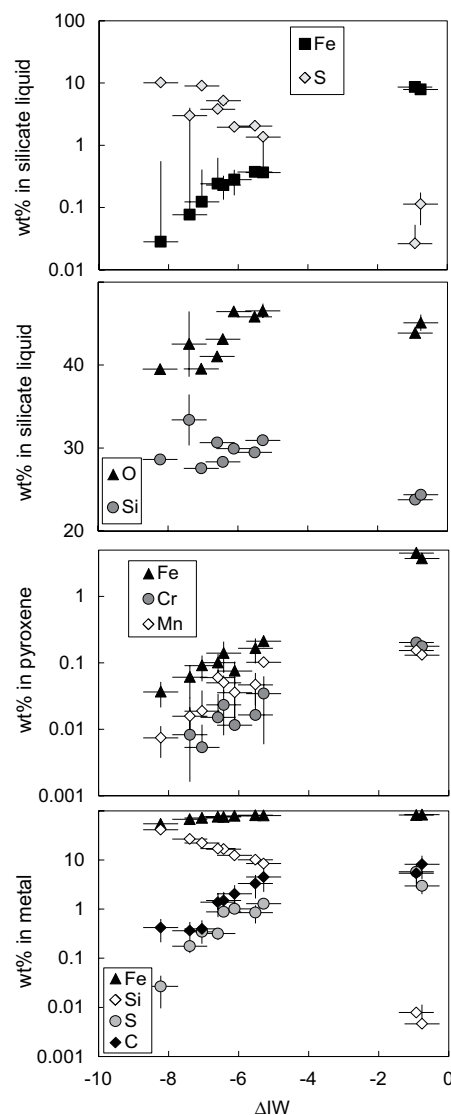 100
10
1
0.1
0.01
wt% in silicate liquid
Fe
S
50
40
30
20
wt% in silicate liquid
O
Si
1
0.1
0.01
0.001
wt% in pyroxene
Fe
Cr
Mn
10
1
0.1
0.01
0.001
wt% in metal
Fe
Si
S
C
-10
-8
-6
-4
-2
0
ΔIW